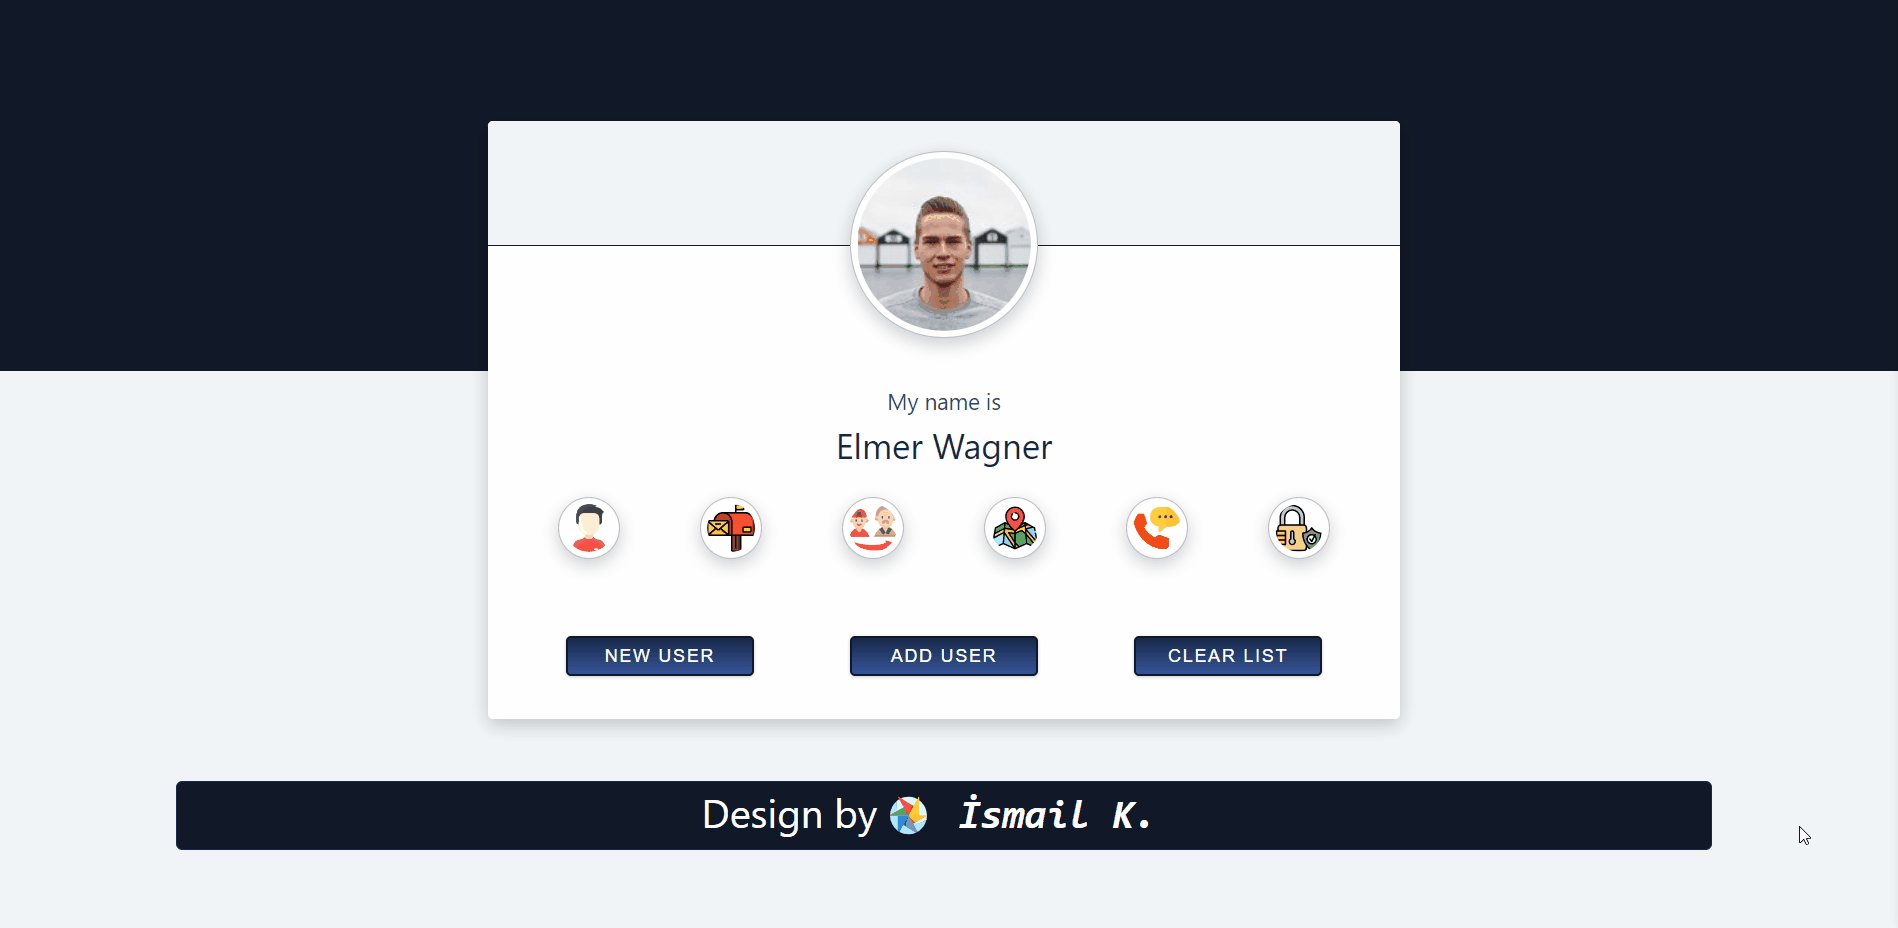 My name is
Elmer Wagner
NEW USER
ADD USER
CLEAR LIST
Design by İsmail K.